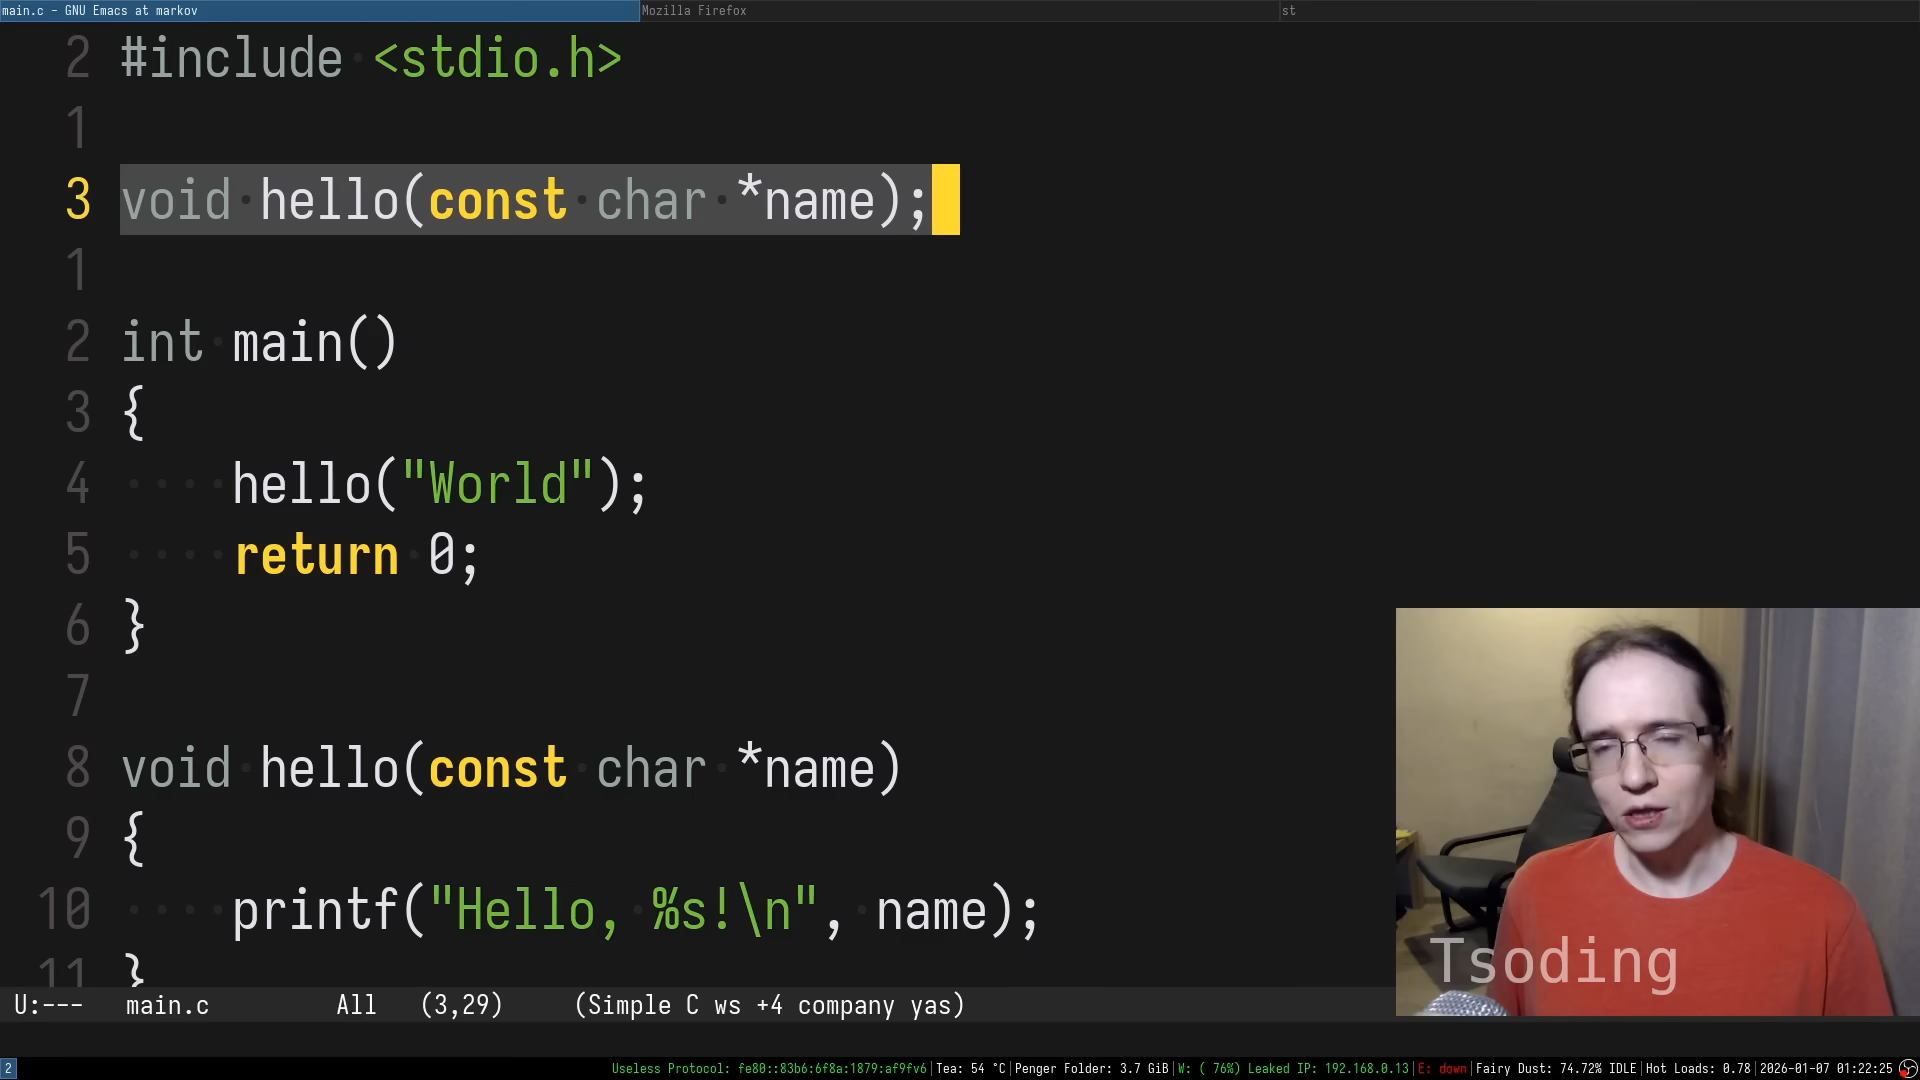 main.c - GNU Emacs at markov
Mozilla Firefox
st
2 #include <stdio.h>
1
3 void hello(const char *name);
1
2 int main()
3 {
4 hello("World");
5 return 0;
6 }
7
8 void hello(const char *name)
9 {
10 printf("Hello, %s!\n", name);
11 }
Tsoding
U:--- main.c All (3,29) (Simple C ws +4 company yas)
2 Useless Protocol: fe80::83b6:6f8a:1879:af9fv6|Tea: 54 °C|Penger Folder: 3.7 GiB|W: ( 76%) Leaked IP: 192.168.0.13|E: down|Fairy Dust: 74.72% IDLE|Hot Loads: 0.78|2026-01-07 01:22:25